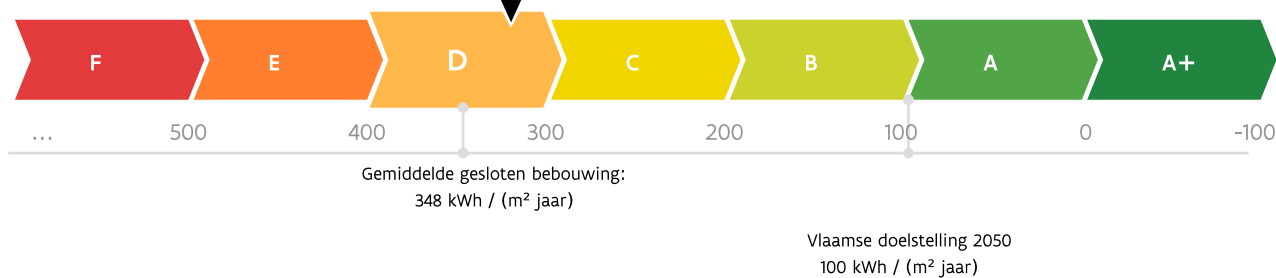 F E D C B A A+
... 500 400 300 200 100 0 -100
Gemiddelde gesloten bebouwing:
348 kWh / (m² jaar)
Vlaamse doelstelling 2050
100 kWh / (m² jaar)